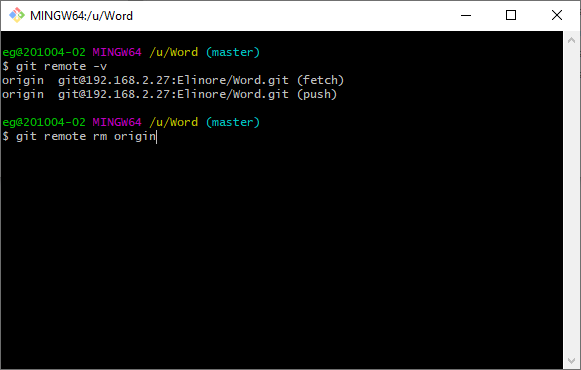 MINGW64:/u/Word
eg@201004-02 MINGW64 /u/Word (master)
$ git remote -v
origin  git@192.168.2.27:Elinore/Word.git (fetch)
origin  git@192.168.2.27:Elinore/Word.git (push)
eg@201004-02 MINGW64 /u/Word (master)
$ git remote rm origin